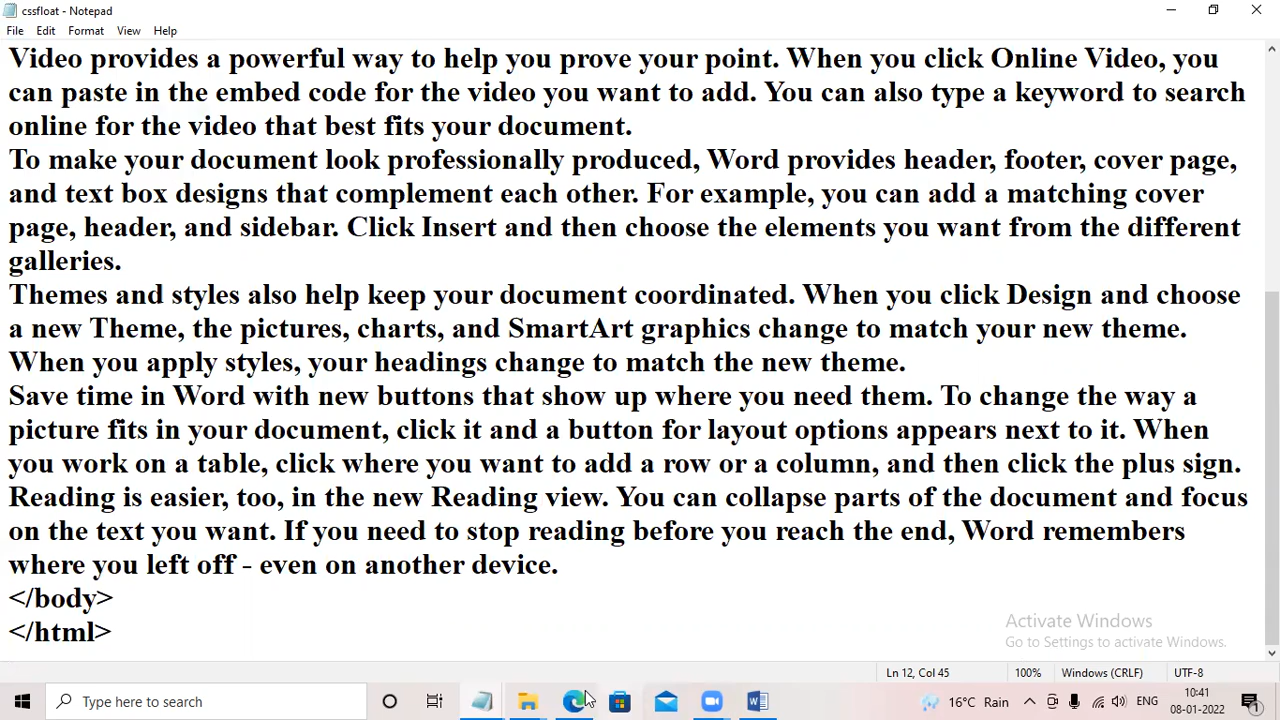 cssfloat - Notepad
File Edit Format View Help
Video provides a powerful way to help you prove your point. When you click Online Video, you
can paste in the embed code for the video you want to add. You can also type a keyword to search
online for the video that best fits your document.
To make your document look professionally produced, Word provides header, footer, cover page,
and text box designs that complement each other. For example, you can add a matching cover
page, header, and sidebar. Click Insert and then choose the elements you want from the different
galleries.
Themes and styles also help keep your document coordinated. When you click Design and choose
a new Theme, the pictures, charts, and SmartArt graphics change to match your new theme.
When you apply styles, your headings change to match the new theme.
Save time in Word with new buttons that show up where you need them. To change the way a
picture fits in your document, click it and a button for layout options appears next to it. When
you work on a table, click where you want to add a row or a column, and then click the plus sign.
Reading is easier, too, in the new Reading view. You can collapse parts of the document and focus
on the text you want. If you need to stop reading before you reach the end, Word remembers
where you left off - even on another device.
</body>
</html>
Activate Windows
Go to Settings to activate Windows.
Ln 12, Col 45 100% Windows (CRLF) UTF-8
Type here to search 16°C Rain ENG 10:41
08-01-2022